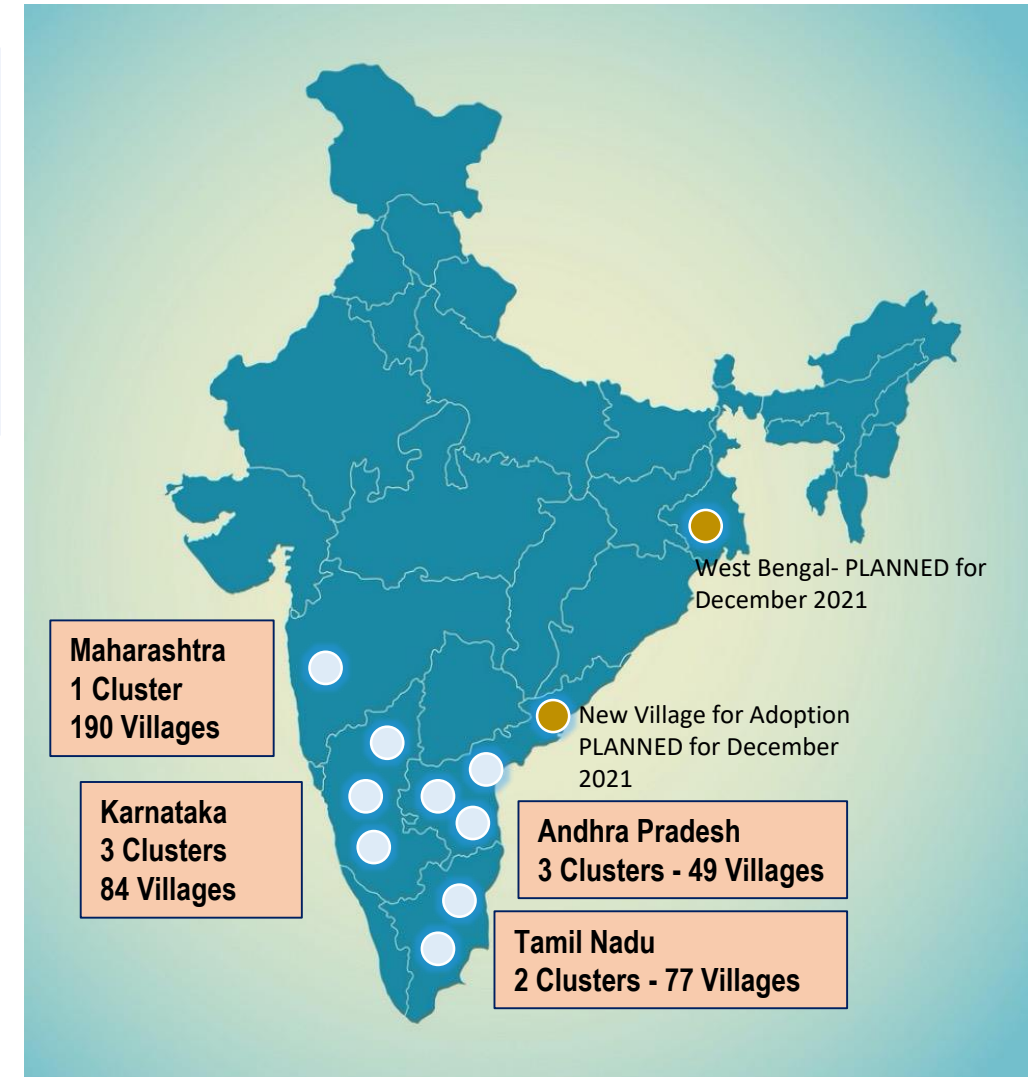 West Bengal- PLANNED for
December 2021
Maharashtra
1 Cluster
190 Villages
New Village for Adoption
PLANNED for December
2021
Karnataka
3 Clusters
84 Villages
Andhra Pradesh
3 Clusters - 49 Villages
Tamil Nadu
2 Clusters - 77 Villages